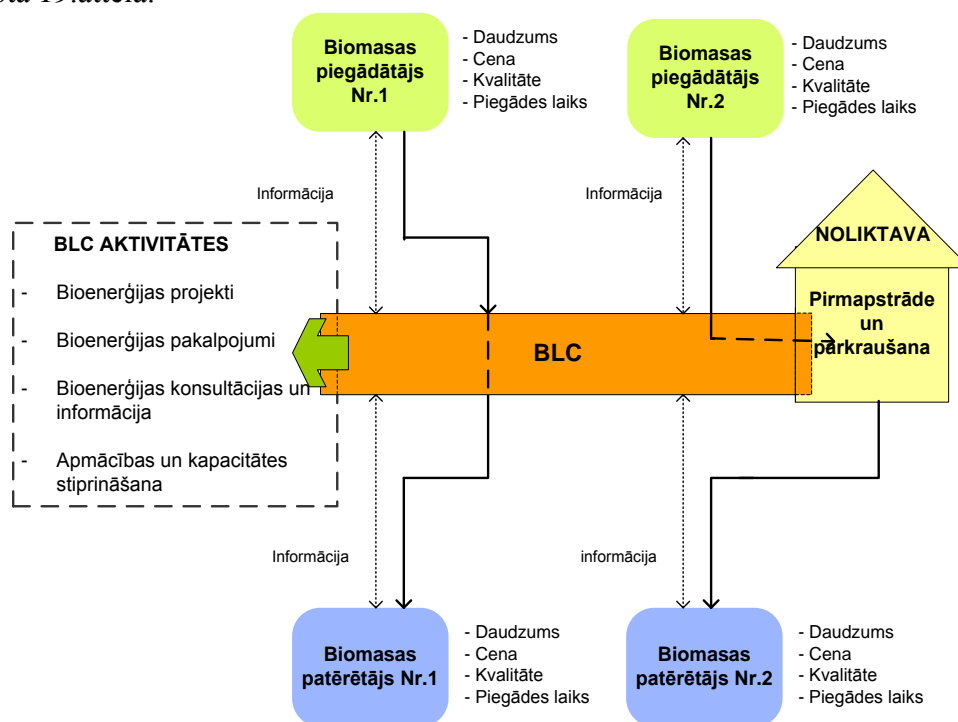 19.attēlā.
Biomasas
piegādātājs
Nr.1
- Daudzums
- Cena
- Kvalitāte
- Piegādes laiks
Biomasas
piegādātājs
Nr.2
- Daudzums
- Cena
- Kvalitāte
- Piegādes laiks
Informācija
Informācija
BLC AKTIVITĀTES
- Bioenerģijas projekti
- Bioenerģijas pakalpojumi
- Bioenerģijas konsultācijas un
informācija
- Apmācības un kapacitātes
stiprināšana
BLC
NOLIKTAVA
Pirmapstrāde
un
pārkraušana
Informācija
informācija
Biomasas
patērētājs Nr.1
- Daudzums
- Cena
- Kvalitāte
- Piegādes laiks
Biomasas
patērētājs Nr.2
- Daudzums
- Cena
- Kvalitāte
- Piegādes laiks